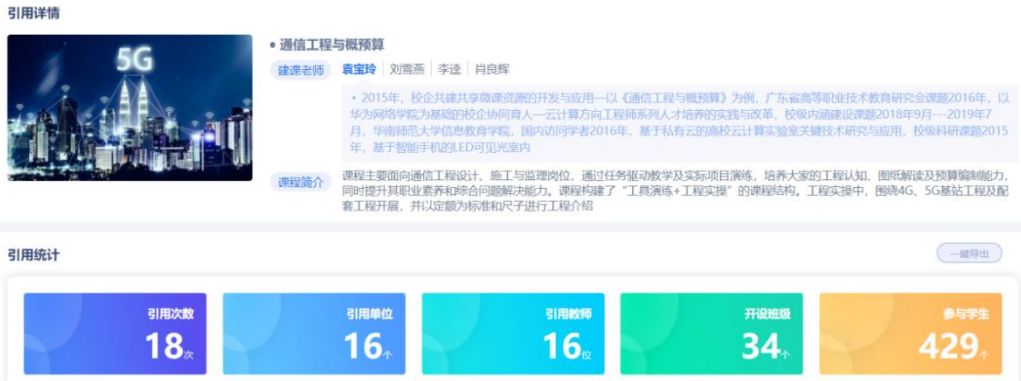 引用详情
5G
• 通信工程与概预算
建课老师 袁宝玲 刘雪燕 李逵 肖良辉
• 2015年，校企共建共享微课资源的开发与应用—以《通信工程与概预算》为例，广东省高等职业技术教育研究会课题2016年，以
华为网络学院为基础的校企协同育人—云计算方向工程师系列人才培养的实践与改革，校级内涵建设课题2018年9月---2019年7
月，华南师范大学信息教育学院，国内访问学者2016年，基于私有云的高校云计算实验室关键技术研究与应用，校级科研课题2015
年，基于智能手机的LED可见光室内
课程简介 课程主要面向通信工程设计、施工与监理岗位，通过任务驱动教学及实际项目演练，培养大家的工程认知、图纸解读及预算编制能力，
同时提升其职业素养和综合问题解决能力。课程构建了“工具演练+工程实操”的课程结构。工程实操中，围绕4G、5G基站工程及配
套工程开展，并以定额为标准和尺子进行工程介绍
引用统计 一键导出
引用次数 引用单位 引用教师 开设班级 参与学生
18次 16个 16位 34个 429个